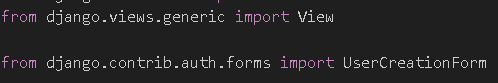 from django.views.generic import View
from django.contrib.auth.forms import UserCreationForm